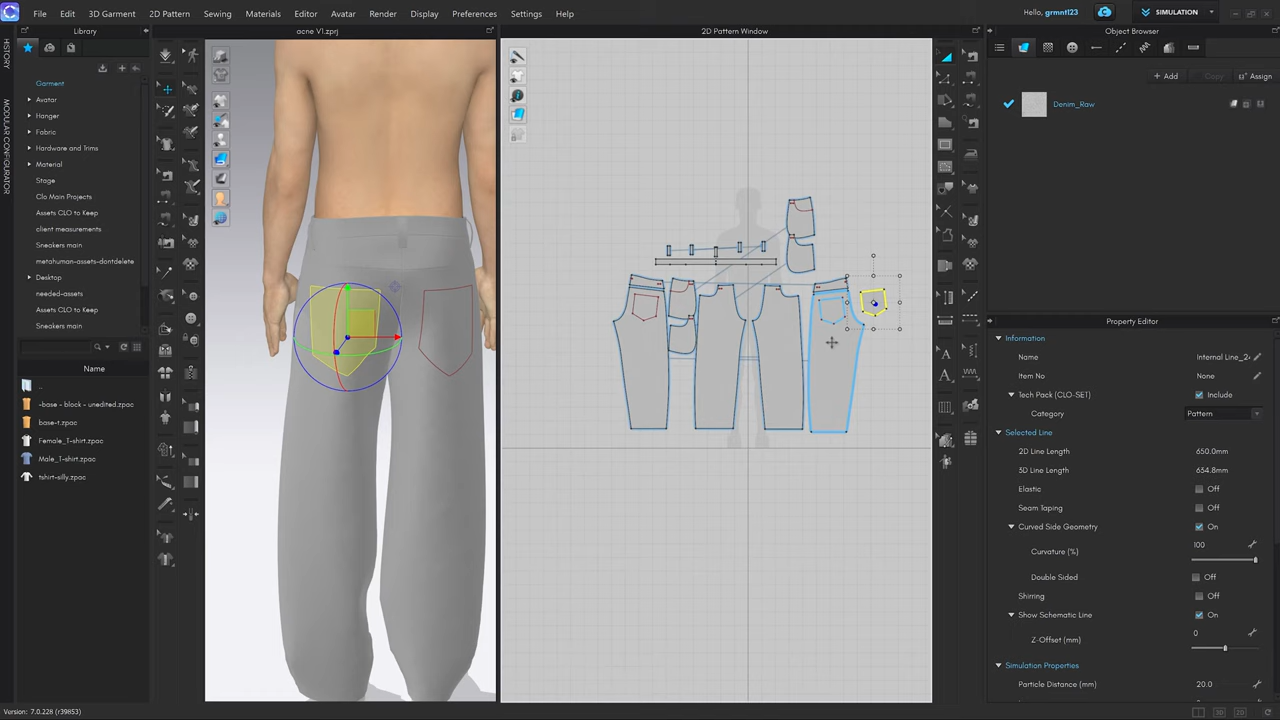 File
Edit
3D Garment
2D Pattern
Sewing
Materials
Editor
Avatar
Render
Display
Preferences
Settings
Help
Hello, grmnt123
SIMULATION
Library
acne V1.zprj
2D Pattern Window
Object Browser
HISTORY
MODULAR CONFIGURATOR
Garment
Avatar
Hanger
Fabric
Hardware and Trims
Material
Stage
Clo Main Projects
Assets CLO to Keep
client measurements
Sneakers main
metahuman-assets-dontdelete
Desktop
needed-assets
Assets CLO to Keep
Sneakers main
Name
..
-base - block - unedited.zpac
base-t.zpac
Female_T-shirt.zpac
Male_T-shirt.zpac
tshirt-silly.zpac
+ Add
Copy
Assign
Denim_Raw
Property Editor
Information
Name Internal Line_2
Item No None
Tech Pack (CLO-SET) Include
Category Pattern
Selected Line
2D Line Length 650.0mm
3D Line Length 634.8mm
Elastic Off
Seam Taping Off
Curved Side Geometry On
Curvature (%) 100
Double Sided Off
Shirring Off
Show Schematic Line On
Z-Offset (mm) 0
Simulation Properties
Particle Distance (mm) 20.0
Version: 7.0.228 (r39853)
3D
2D